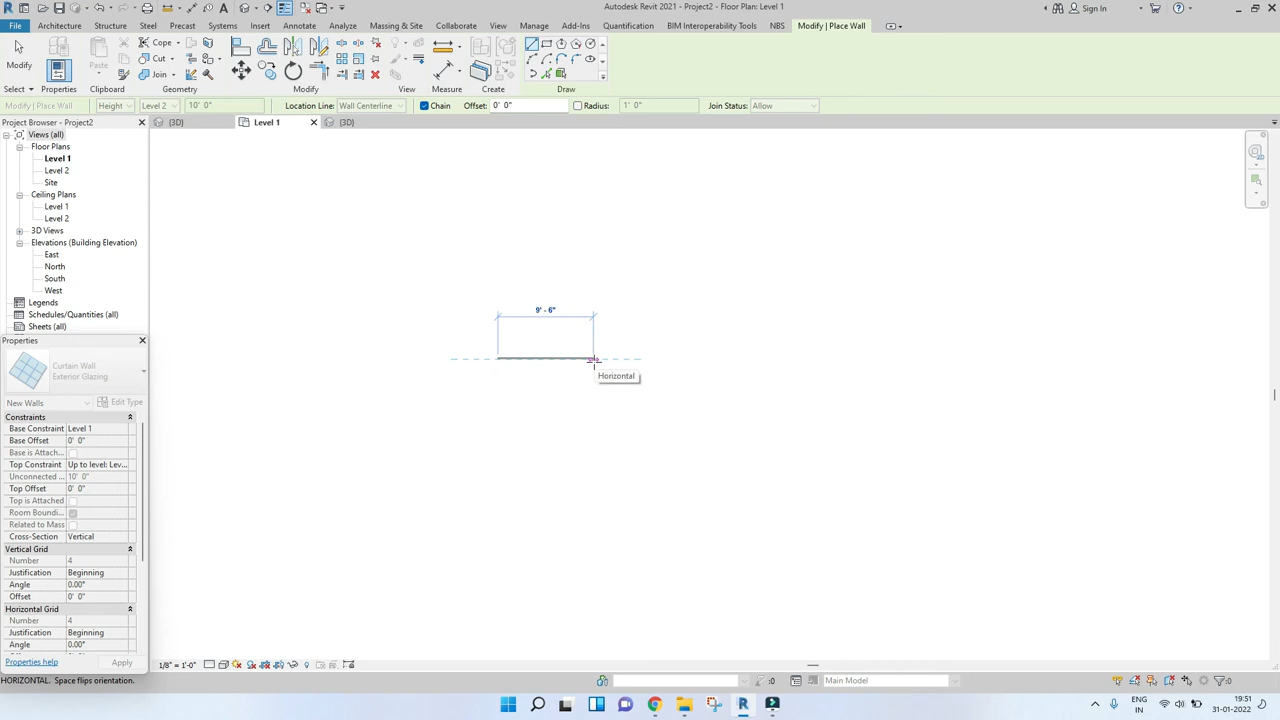 Autodesk Revit 2021 - Project2 - Floor Plan: Level 1
Sign In
File
Architecture
Structure
Steel
Precast
Systems
Insert
Annotate
Analyze
Massing & Site
Collaborate
View
Manage
Add-Ins
Quantification
BIM Interoperability Tools
NBS
Modify | Place Wall
Modify
Paste
Cope
Cut
Join
Select
Properties
Clipboard
Geometry
Modify
View
Measure
Create
Draw
Modify | Place Wall
Height
Level 2
10' 0"
Location Line:
Wall Centerline
Chain
Offset:
0' 0"
Radius:
1' 0"
Join Status:
Allow
Project Browser - Project2
{3D}
Level 1
{3D}
Views (all)
Floor Plans
Level 1
Level 2
Site
Ceiling Plans
Level 1
Level 2
3D Views
Elevations (Building Elevation)
East
North
South
West
Legends
Schedules/Quantities (all)
Sheets (all)
9' - 6"
Horizontal
Properties
Curtain Wall
Exterior Glazing
New Walls
Edit Type
Constraints
Base Constraint Level 1
Base Offset 0' 0"
Base is Attach...
Top Constraint Up to level: Lev...
Unconnected ... 10' 0"
Top Offset 0' 0"
Top is Attached
Room Boundi...
Related to Mass
Cross-Section Vertical
Vertical Grid
Number 4
Justification Beginning
Angle 0.00°
Offset 0' 0"
Horizontal Grid
Number 4
Justification Beginning
Angle 0.00°
Properties help
Apply
1/8" = 1'-0"
HORIZONTAL. Space flips orientation.
:0
Main Model
:0
ENG
IN
19:51
31-01-2022